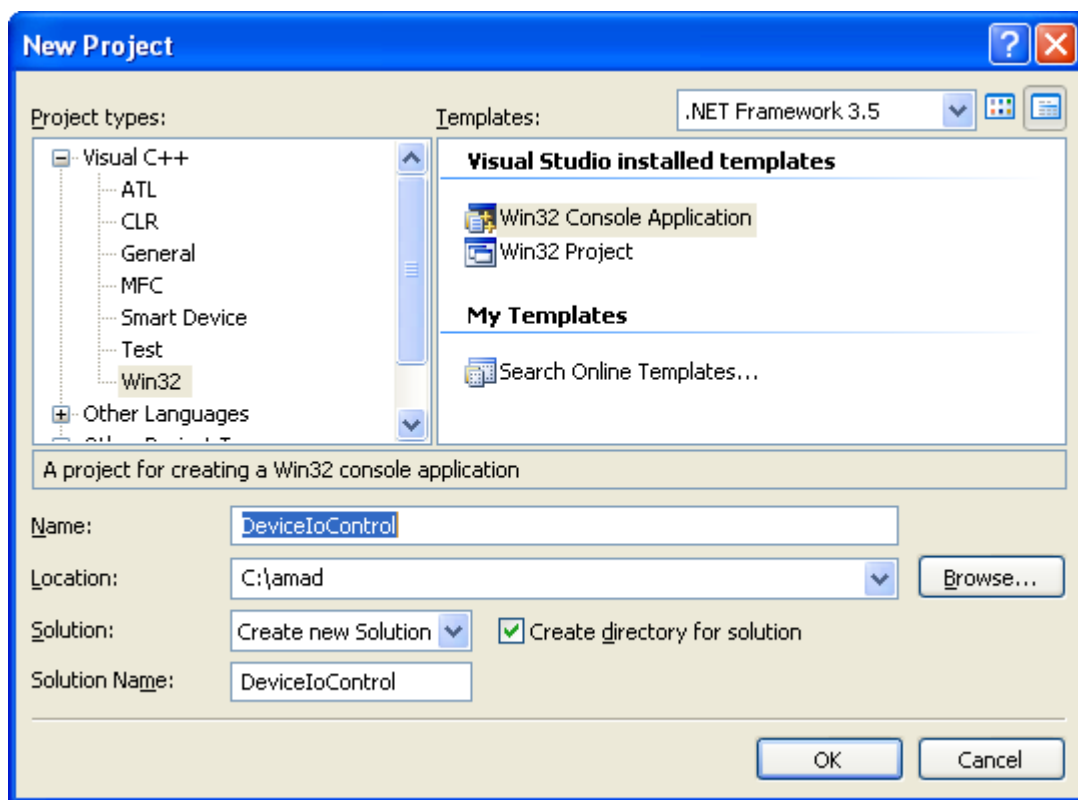 New Project
Project types:
Templates:
.NET Framework 3.5
Visual C++
ATL
CLR
General
MFC
Smart Device
Test
Win32
Other Languages
Visual Studio installed templates
Win32 Console Application
Win32 Project
My Templates
Search Online Templates...
A project for creating a Win32 console application
Name:
DeviceIoControl
Location:
C:\amad
Browse...
Solution:
Create new Solution
Create directory for solution
Solution Name:
DeviceIoControl
OK
Cancel